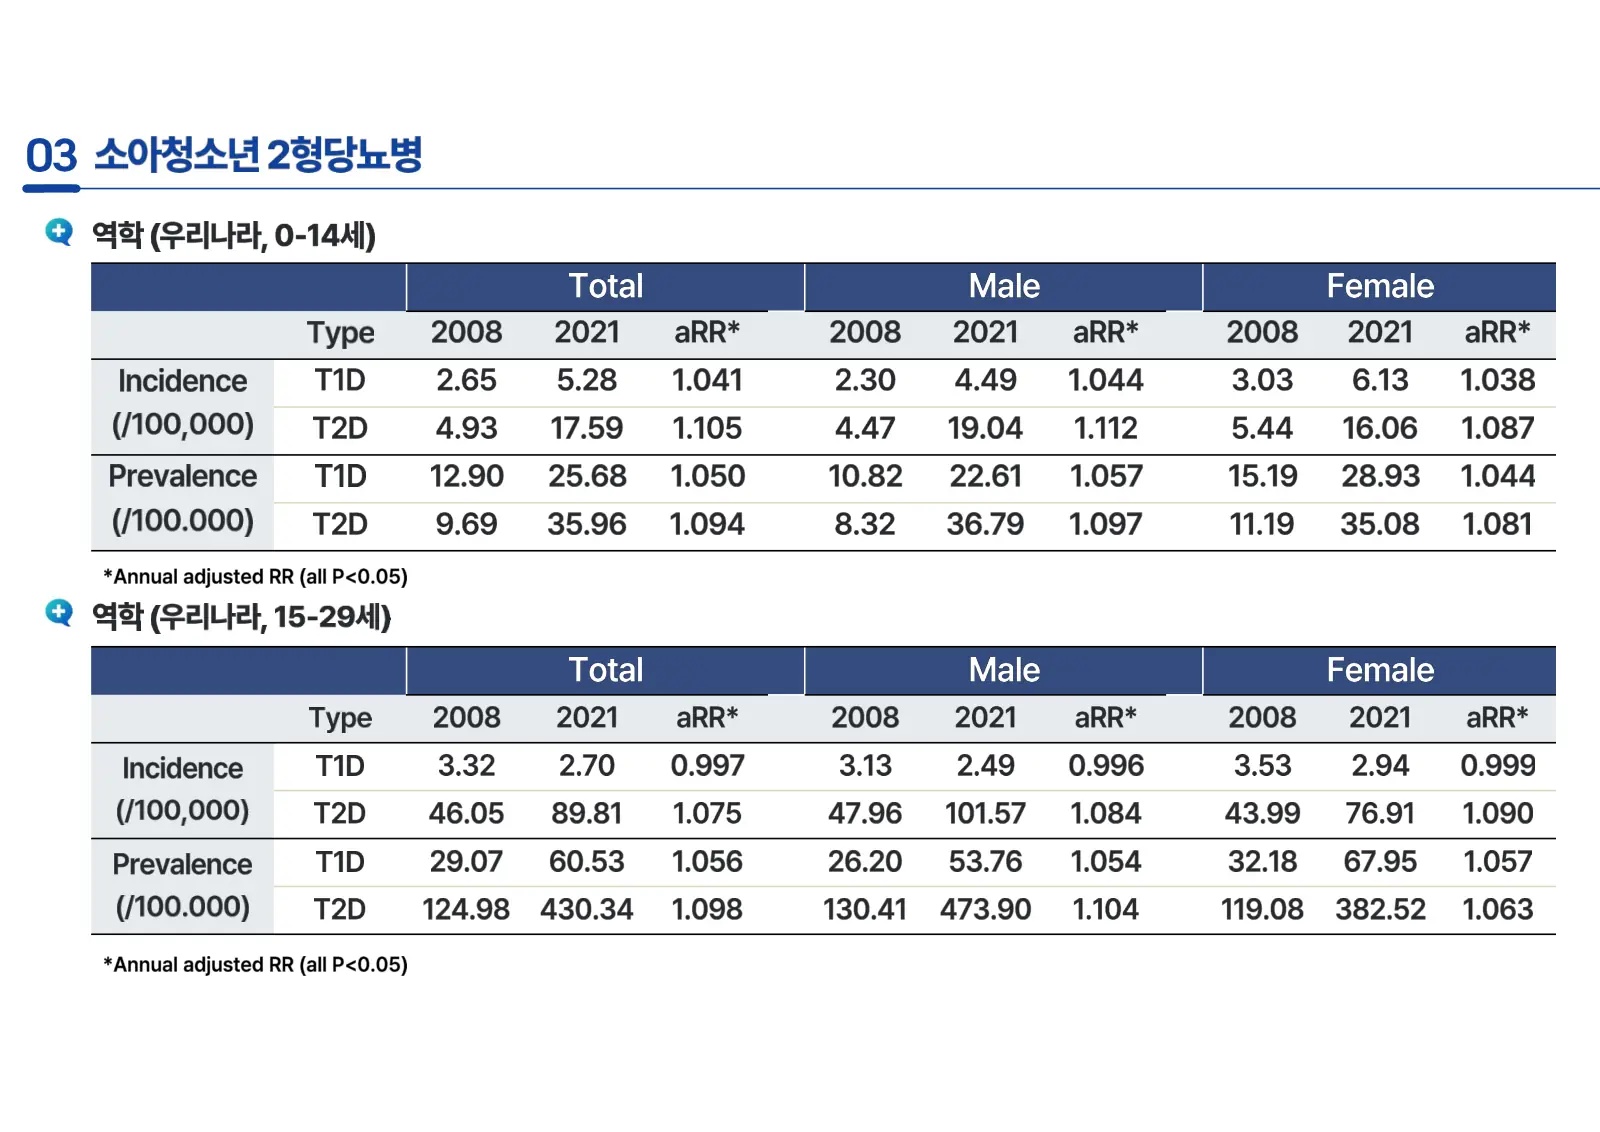 03 소아청소년 2형당뇨병
역학 (우리나라, 0-14세)
Total Male Female
Type 2008 2021 aRR* 2008 2021 aRR* 2008 2021 aRR*
Incidence (/100,000) T1D 2.65 5.28 1.041 2.30 4.49 1.044 3.03 6.13 1.038
T2D 4.93 17.59 1.105 4.47 19.04 1.112 5.44 16.06 1.087
Prevalence (/100.000) T1D 12.90 25.68 1.050 10.82 22.61 1.057 15.19 28.93 1.044
T2D 9.69 35.96 1.094 8.32 36.79 1.097 11.19 35.08 1.081
*Annual adjusted RR (all P<0.05)
역학 (우리나라, 15-29세)
Total Male Female
Type 2008 2021 aRR* 2008 2021 aRR* 2008 2021 aRR*
Incidence (/100,000) T1D 3.32 2.70 0.997 3.13 2.49 0.996 3.53 2.94 0.999
T2D 46.05 89.81 1.075 47.96 101.57 1.084 43.99 76.91 1.090
Prevalence (/100.000) T1D 29.07 60.53 1.056 26.20 53.76 1.054 32.18 67.95 1.057
T2D 124.98 430.34 1.098 130.41 473.90 1.104 119.08 382.52 1.063
*Annual adjusted RR (all P<0.05)